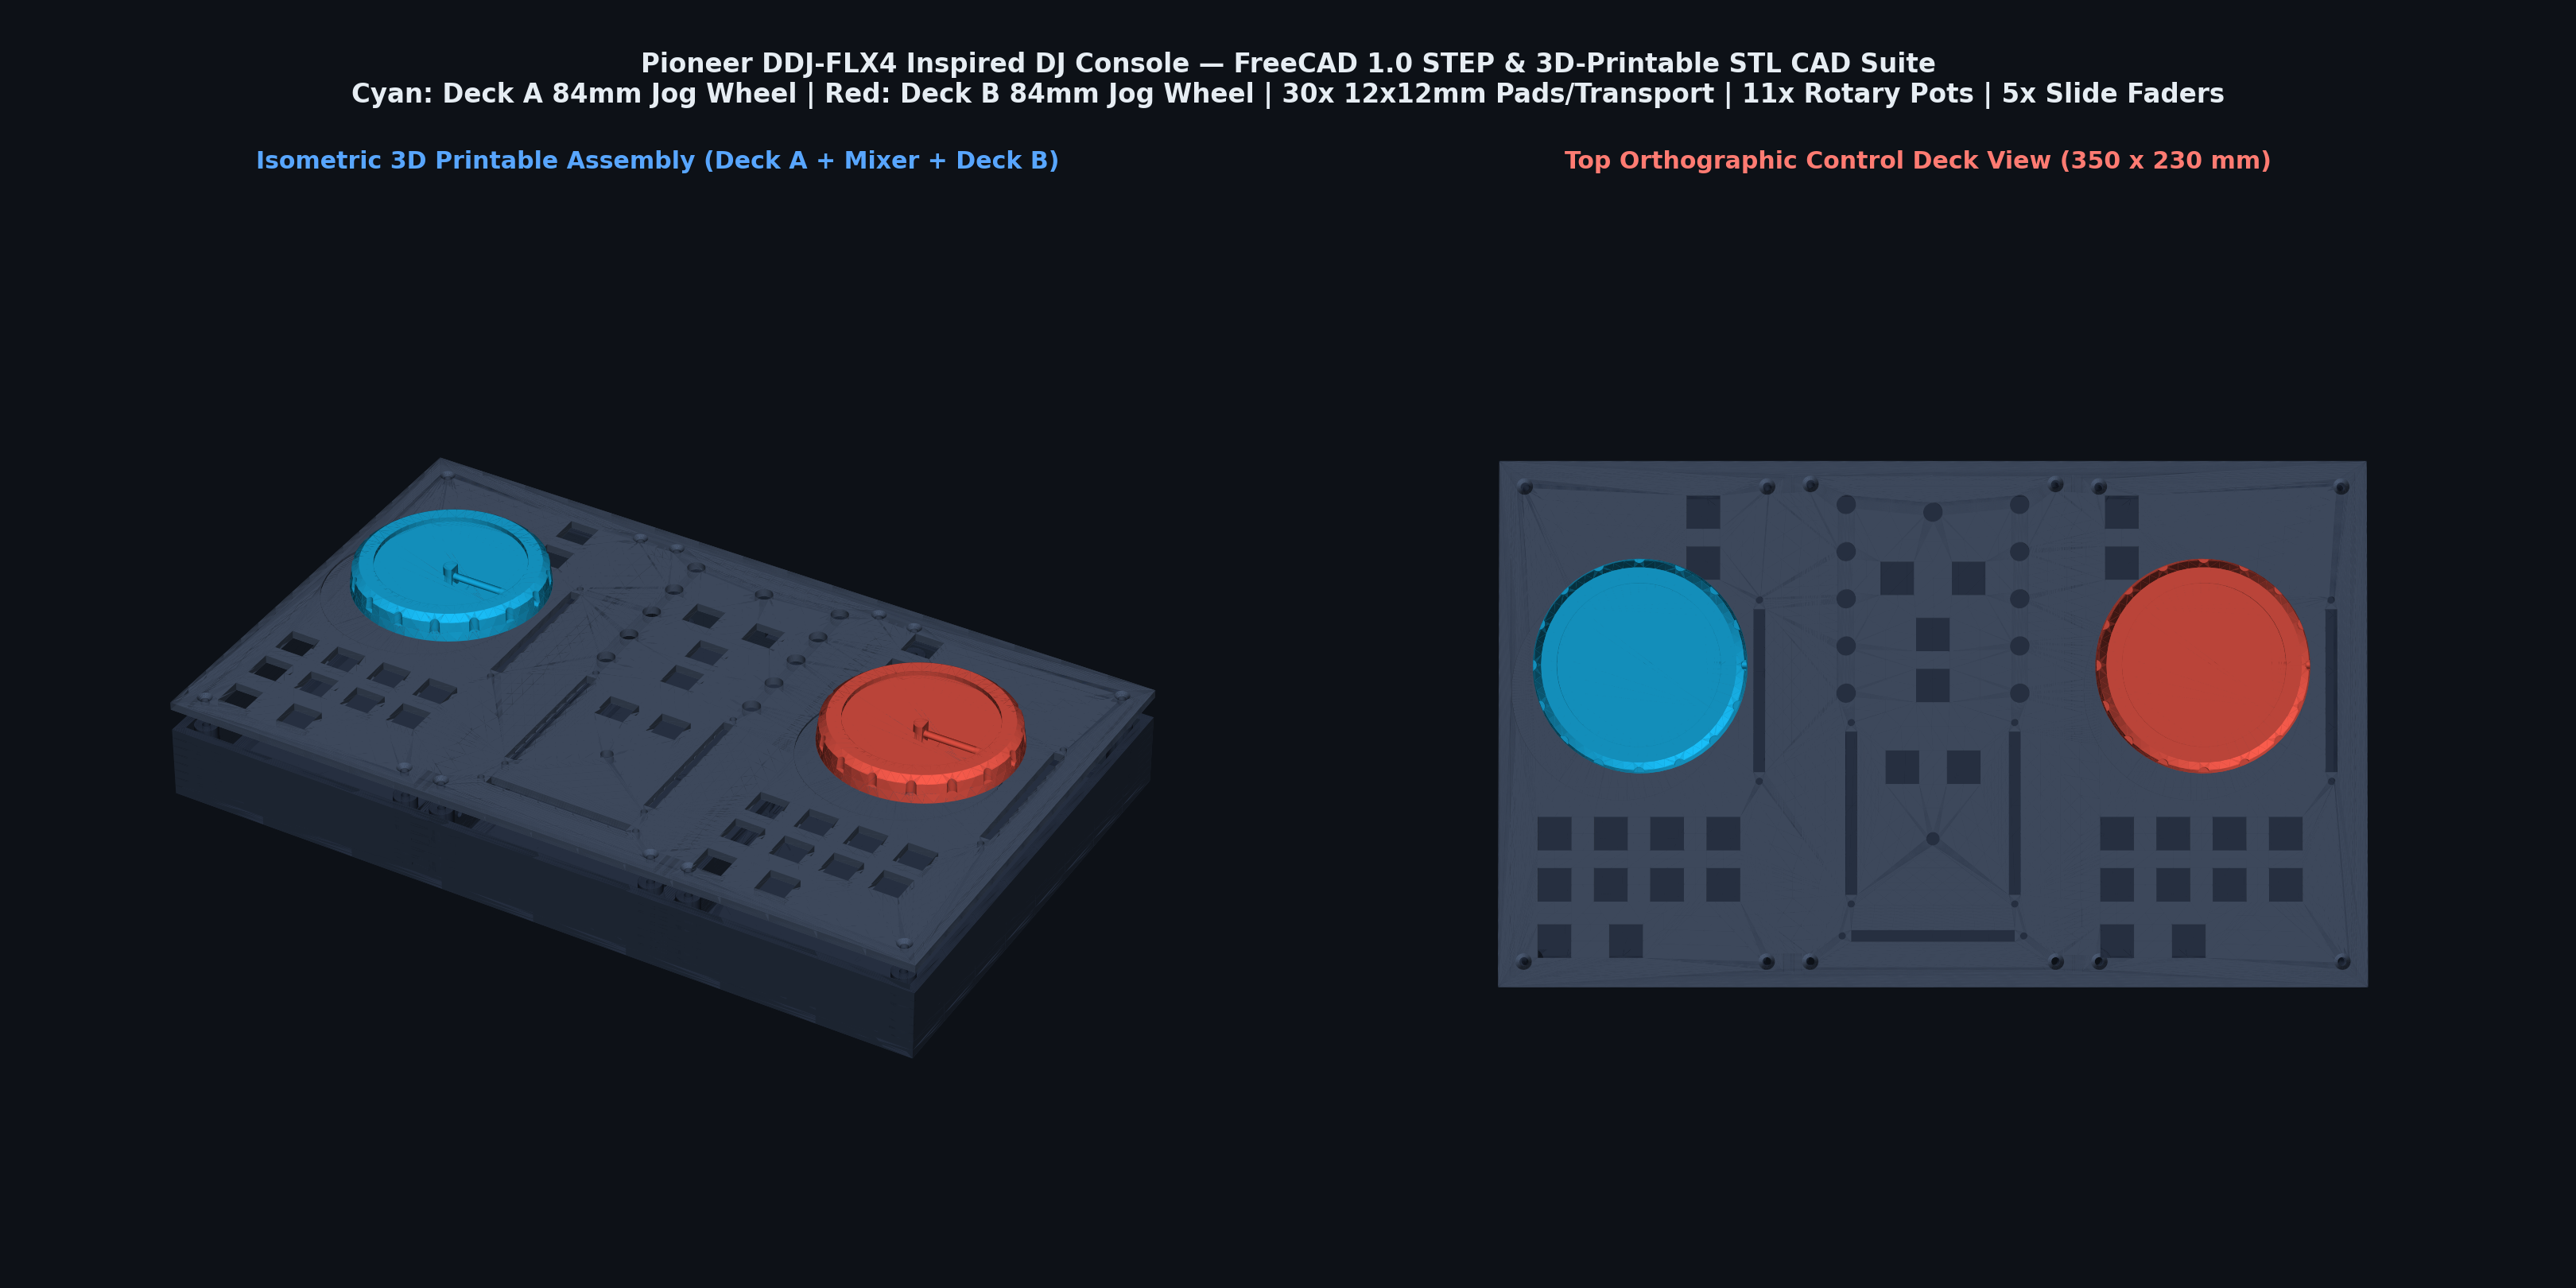 Pioneer DDJ-FLX4 Inspired DJ Console — FreeCAD 1.0 STEP & 3D-Printable STL CAD Suite
Cyan: Deck A 84mm Jog Wheel | Red: Deck B 84mm Jog Wheel | 30x 12x12mm Pads/Transport | 11x Rotary Pots | 5x Slide Faders
Isometric 3D Printable Assembly (Deck A + Mixer + Deck B)
Top Orthographic Control Deck View (350 x 230 mm)